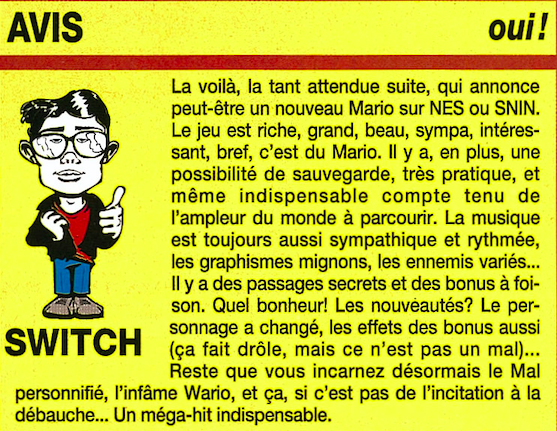 AVIS oui!
La voilà, la tant attendue suite, qui annonce
peut-être un nouveau Mario sur NES ou SNIN.
Le jeu est riche, grand, beau, sympa, intéres-
sant, bref, c'est du Mario. Il y a, en plus, une
possibilité de sauvegarde, très pratique, et
même indispensable compte tenu de
l'ampleur du monde à parcourir. La musique
est toujours aussi sympathique et rythmée,
les graphismes mignons, les ennemis variés...
Il y a des passages secrets et des bonus à foi-
son. Quel bonheur! Les nouveautés? Le per-
sonnage a changé, les effets des bonus aussi
(ça fait drôle, mais ce n'est pas un mal)...
Reste que vous incarnez désormais le Mal
personnifié, l'infâme Wario, et ça, si c'est pas de l'incitation à la
débauche... Un méga-hit indispensable.
SWITCH